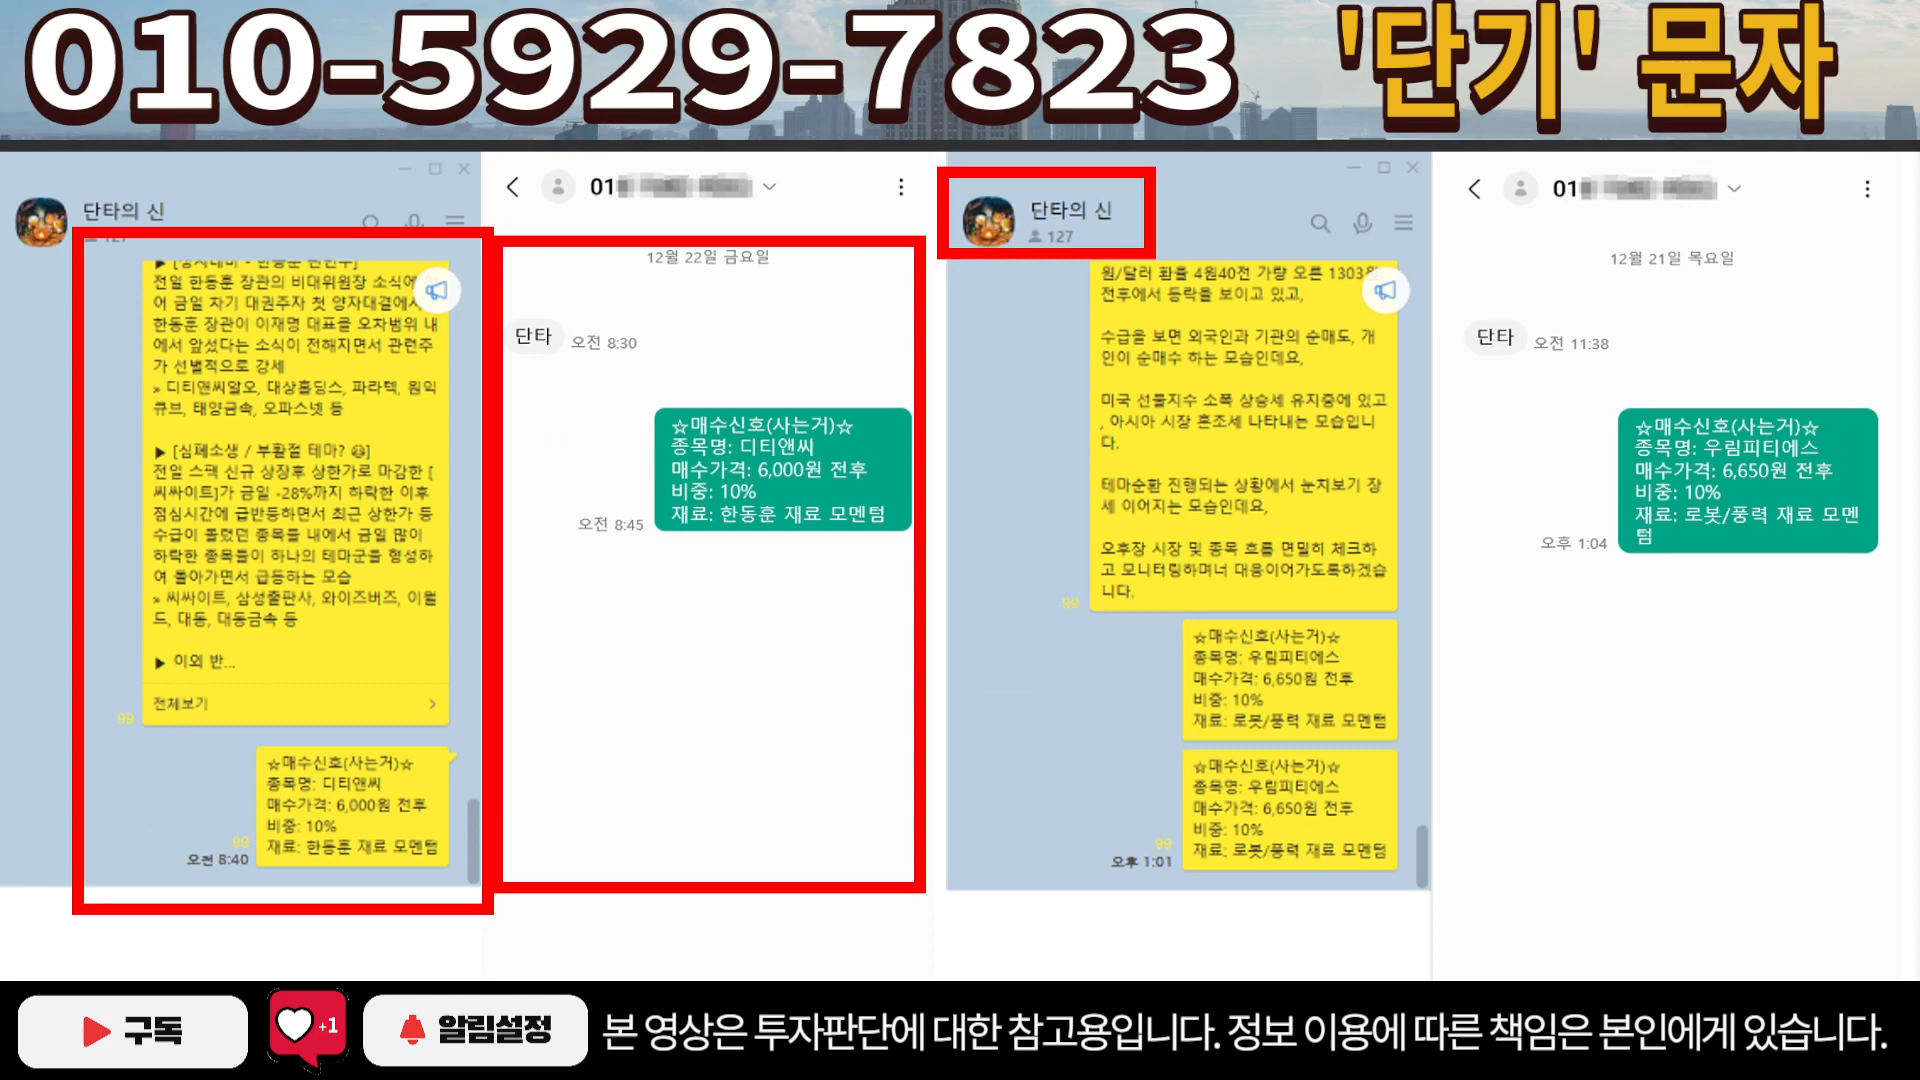 010-5929-7823 '단기' 문자
단타의 신
127
전일 한동훈 장관의 비대위원장 소식에
어 금일 차기 대권주자 첫 양자대결에서
한동훈 장관이 이재명 대표를 오차범위 내
에서 앞섰다는 소식이 전해지면서 관련주
가 선별적으로 강세
» 디티앤씨알오, 대상홀딩스, 파라텍, 원익
큐브, 태양금속, 오파스넷 등
▶ [심폐소생 / 부활절 테마? 😆]
전일 스팩 신규 상장후 상한가로 마감한 [
씨싸이트]가 금일 -28%까지 하락한 이후
점심시간에 급반등하면서 최근 상한가 등
수급이 몰렸던 종목들 내에서 금일 많이
하락한 종목들이 하나의 테마군을 형성하
여 돌아가면서 급등하는 모습
» 씨싸이트, 삼성출판사, 와이즈버즈, 이월
드, 대동, 대동금속 등
▶ 이외 반...
전체보기
99
☆매수신호(사는거)☆
종목명: 디티앤씨
매수가격: 6,000원 전후
비중: 10%
재료: 한동훈 재료 모멘텀
99
오전 8:40
01
12월 22일 금요일
단타
오전 8:30
☆매수신호(사는거)☆
종목명: 디티앤씨
매수가격: 6,000원 전후
비중: 10%
재료: 한동훈 재료 모멘텀
오전 8:45
단타의 신
127
원/달러 환율 4원40전 가량 오른 1303원
전후에서 등락을 보이고 있고,
수급을 보면 외국인과 기관의 순매도, 개
인이 순매수 하는 모습인데요,
미국 선물지수 소폭 상승세 유지중에 있고
, 아시아 시장 혼조세 나타내는 모습입니
다.
테마순환 진행되는 상황에서 눈치보기 장
세 이어지는 모습인데요,
오후장 시장 및 종목 흐름 면밀히 체크하
고 모니터링하며너 대응이어가도록하겠습
니다.
99
☆매수신호(사는거)☆
종목명: 우림피티에스
매수가격: 6,650원 전후
비중: 10%
재료: 로봇/풍력 재료 모멘텀
☆매수신호(사는거)☆
종목명: 우림피티에스
매수가격: 6,650원 전후
비중: 10%
재료: 로봇/풍력 재료 모멘텀
99
오후 1:01
01
12월 21일 목요일
단타
오전 11:38
☆매수신호(사는거)☆
종목명: 우림피티에스
매수가격: 6,650원 전후
비중: 10%
재료: 로봇/풍력 재료 모멘
텀
오후 1:04
구독
+1
알림설정
본 영상은 투자판단에 대한 참고용입니다. 정보 이용에 따른 책임은 본인에게 있습니다.